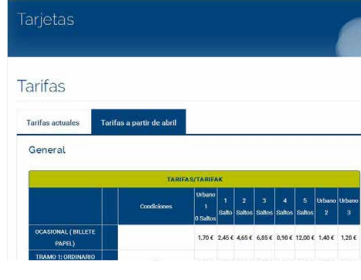 Tarjetas
Tarifas
Tarifas actuales Tarifas a partir de abril
General
TARIFAS/TARIFAK
Condiciones Urbano 1 0 Saltos 1 Salto 2 Saltos 3 Saltos 4 Saltos 5 Saltos Urbano 2 Urbano 3
OCASIONAL ( BILLETE PAPEL) 1,70 € 2,45 € 4,65 € 6,85 € 8,90 € 12,00 € 1,40 € 1,20 €
TRAMO 1: ORDINARIO